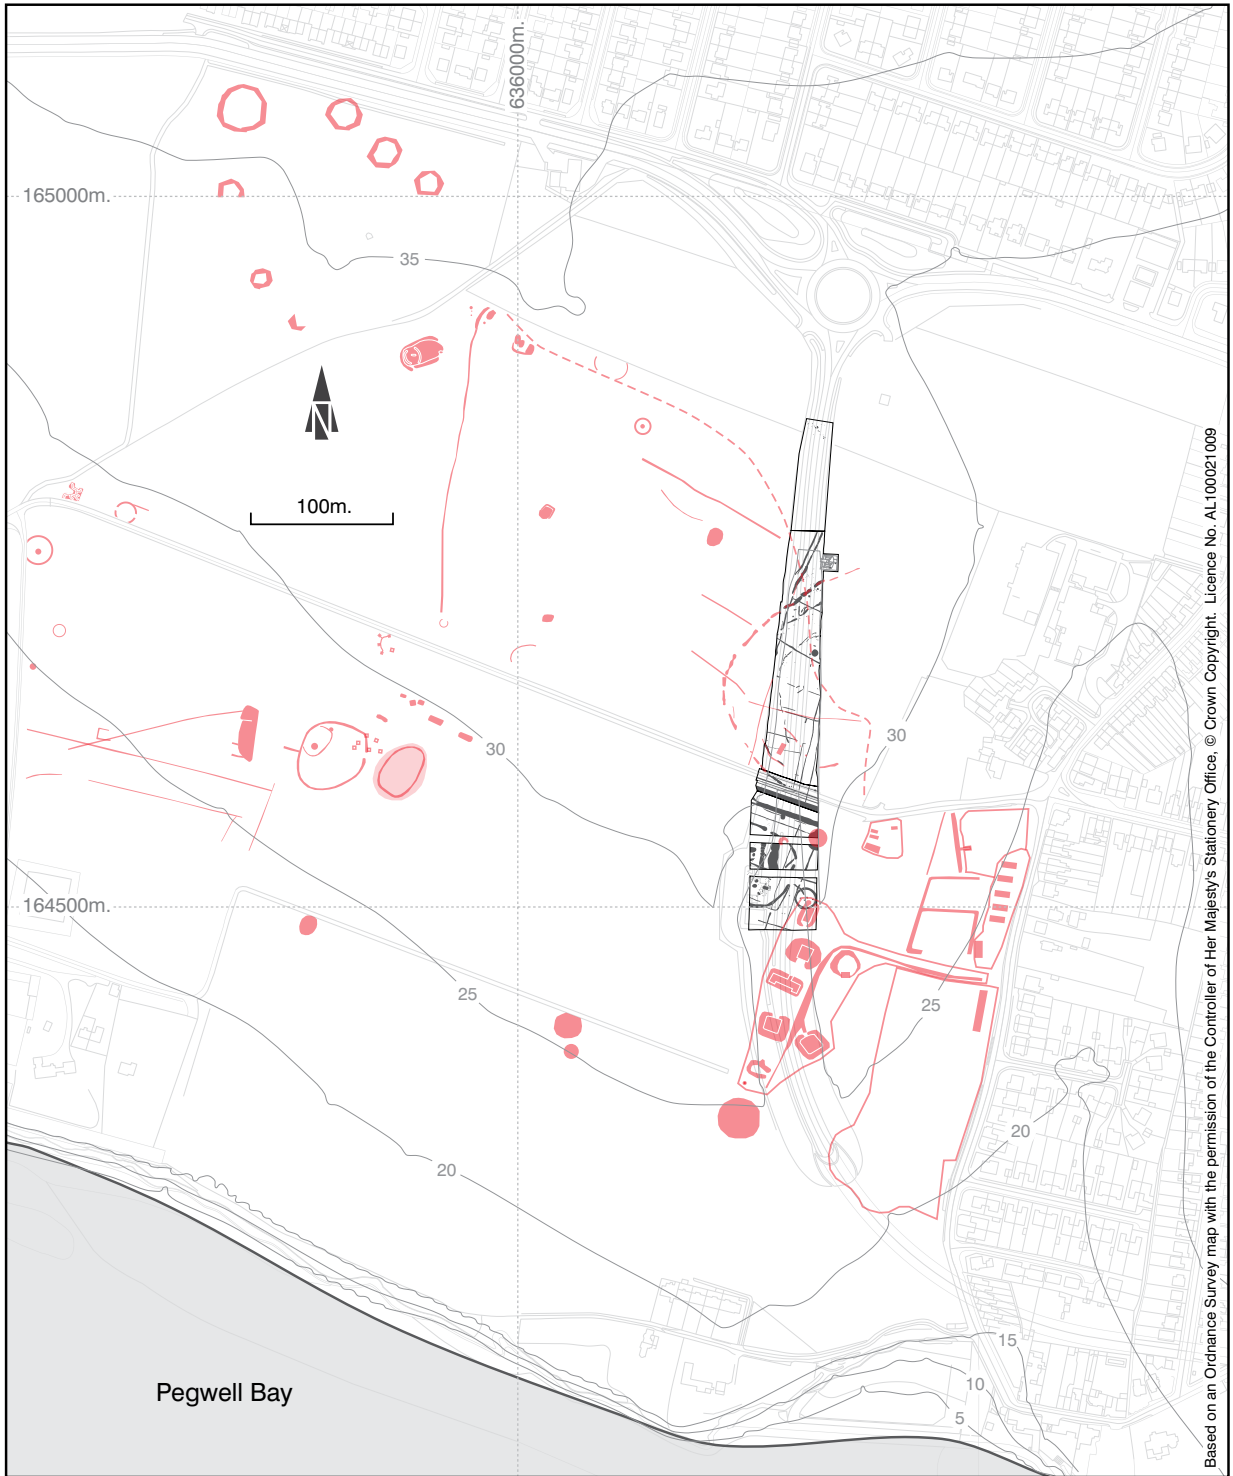 636000m.
165000m.
35
N
100m.
30
30
164500m.
25
25
20
20
15
10
5
Pegwell Bay
Based on an Ordnance Survey map with the permission of the Controller of Her Majesty's Stationery Office, © Crown Copyright. Licence No. AL100021009